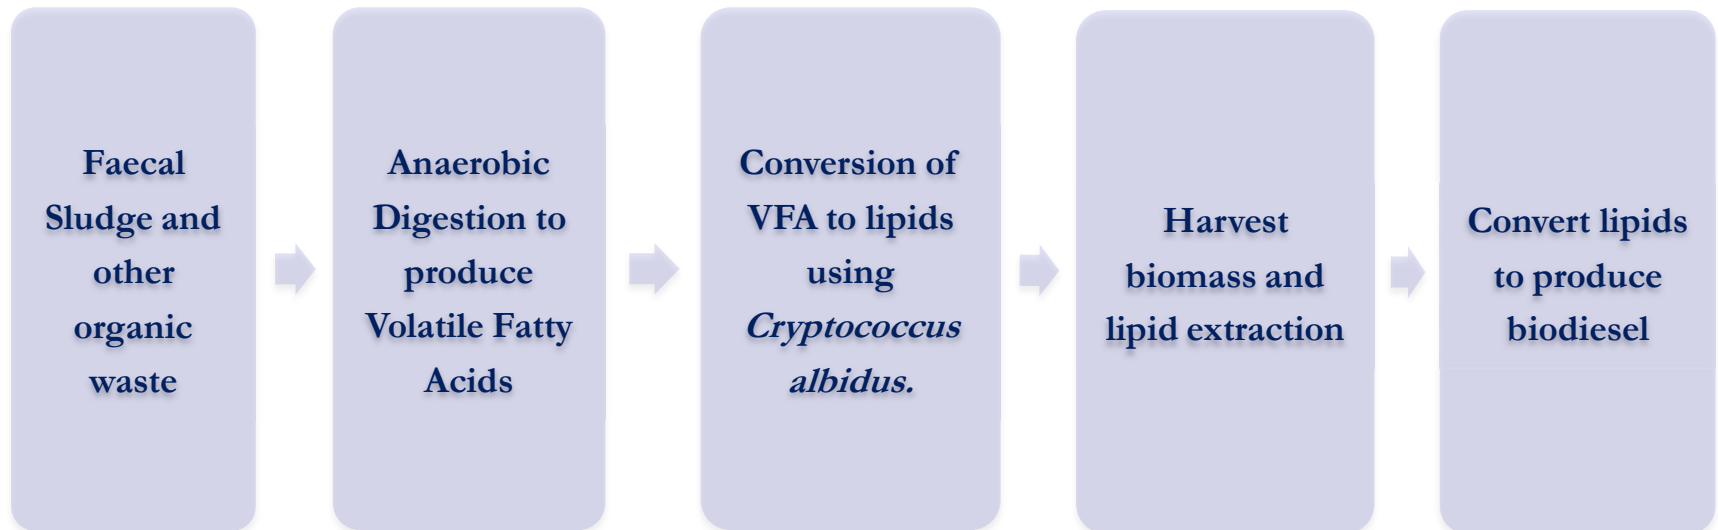 Faecal
Sludge and
other
organic
waste
Anaerobic
Digestion to
produce
Volatile Fatty
Acids
Conversion of
VFA to lipids
using
Cryptococcus
albidus.
Harvest
biomass and
lipid extraction
Convert lipids
to produce
biodiesel